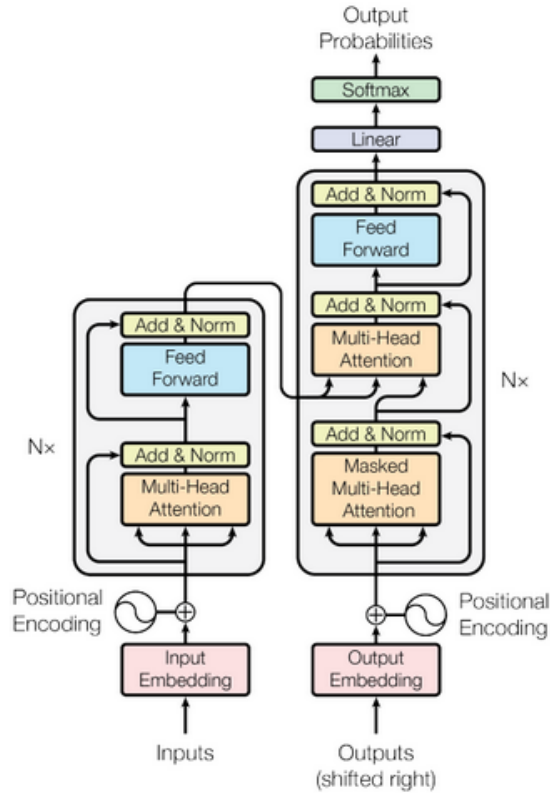 Output
Probabilities
Softmax
Linear
Add & Norm
Feed
Forward
Add & Norm
Multi-Head
Attention
Nx
Add & Norm
Masked
Multi-Head
Attention
Positional
Encoding
Output
Embedding
Outputs
(shifted right)
Add & Norm
Feed
Forward
Nx
Add & Norm
Multi-Head
Attention
Positional
Encoding
Input
Embedding
Inputs